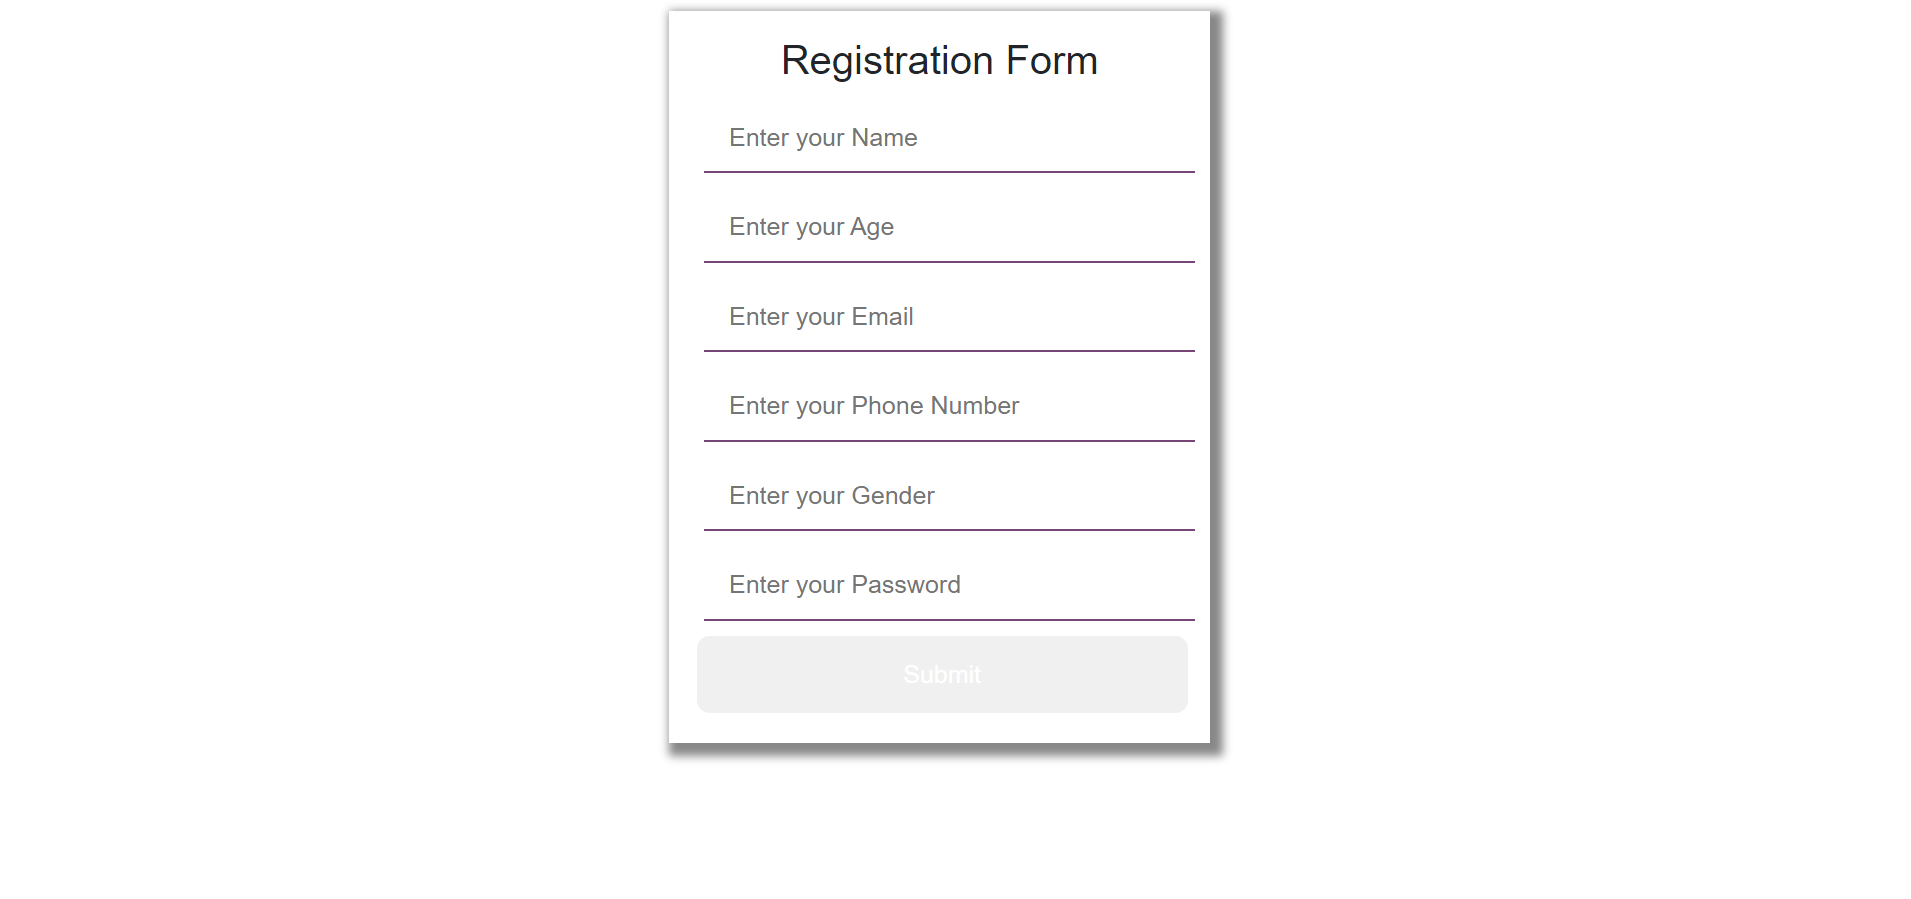 Registration Form
Enter your Name
Enter your Age
Enter your Email
Enter your Phone Number
Enter your Gender
Enter your Password
Submit